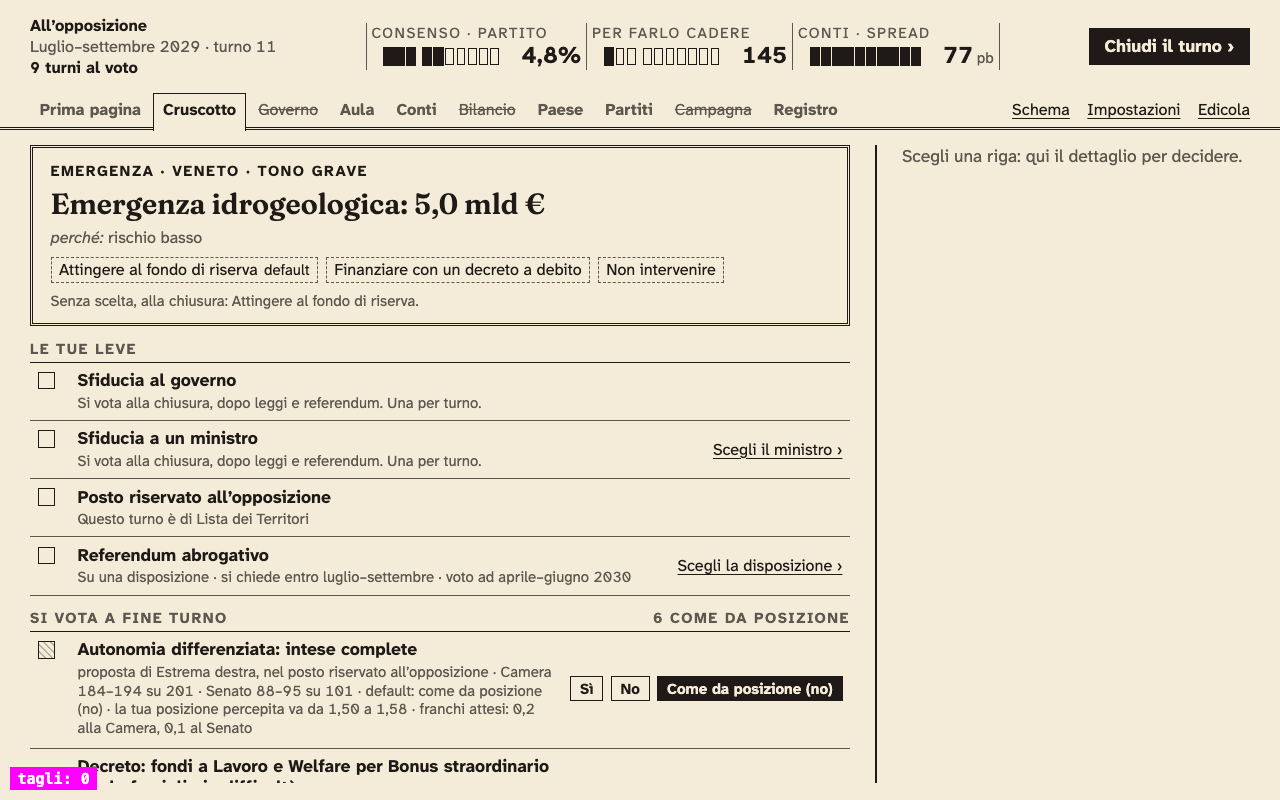 All’opposizione
Luglio–settembre 2029 · turno 11
9 turni al voto
CONSENSO · PARTITO
4,8%
PER FARLO CADERE
145
CONTI · SPREAD
77 pb
Chiudi il turno ›
Prima pagina
Cruscotto
Governo
Aula
Conti
Bilancio
Paese
Partiti
Campagna
Registro
Schema
Impostazioni
Edicola
EMERGENZA · VENETO · TONO GRAVE
Emergenza idrogeologica: 5,0 mld €
perché: rischio basso
Attingere al fondo di riserva default
Finanziare con un decreto a debito
Non intervenire
Senza scelta, alla chiusura: Attingere al fondo di riserva.
Scegli una riga: qui il dettaglio per decidere.
LE TUE LEVE
Sfiducia al governo
Si vota alla chiusura, dopo leggi e referendum. Una per turno.
Sfiducia a un ministro
Si vota alla chiusura, dopo leggi e referendum. Una per turno.
Scegli il ministro ›
Posto riservato all’opposizione
Questo turno è di Lista dei Territori
Referendum abrogativo
Su una disposizione · si chiede entro luglio–settembre · voto ad aprile–giugno 2030
Scegli la disposizione ›
SI VOTA A FINE TURNO
6 COME DA POSIZIONE
Autonomia differenziata: intese complete
proposta di Estrema destra, nel posto riservato all’opposizione · Camera
184–194 su 201 · Senato 88–95 su 101 · default: come da posizione
(no) · la tua posizione percepita va da 1,50 a 1,58 · franchi attesi: 0,2
alla Camera, 0,1 al Senato
Sì
No
Come da posizione (no)
Decreto: fondi a Lavoro e Welfare per Bonus straordinario
tagli: 0